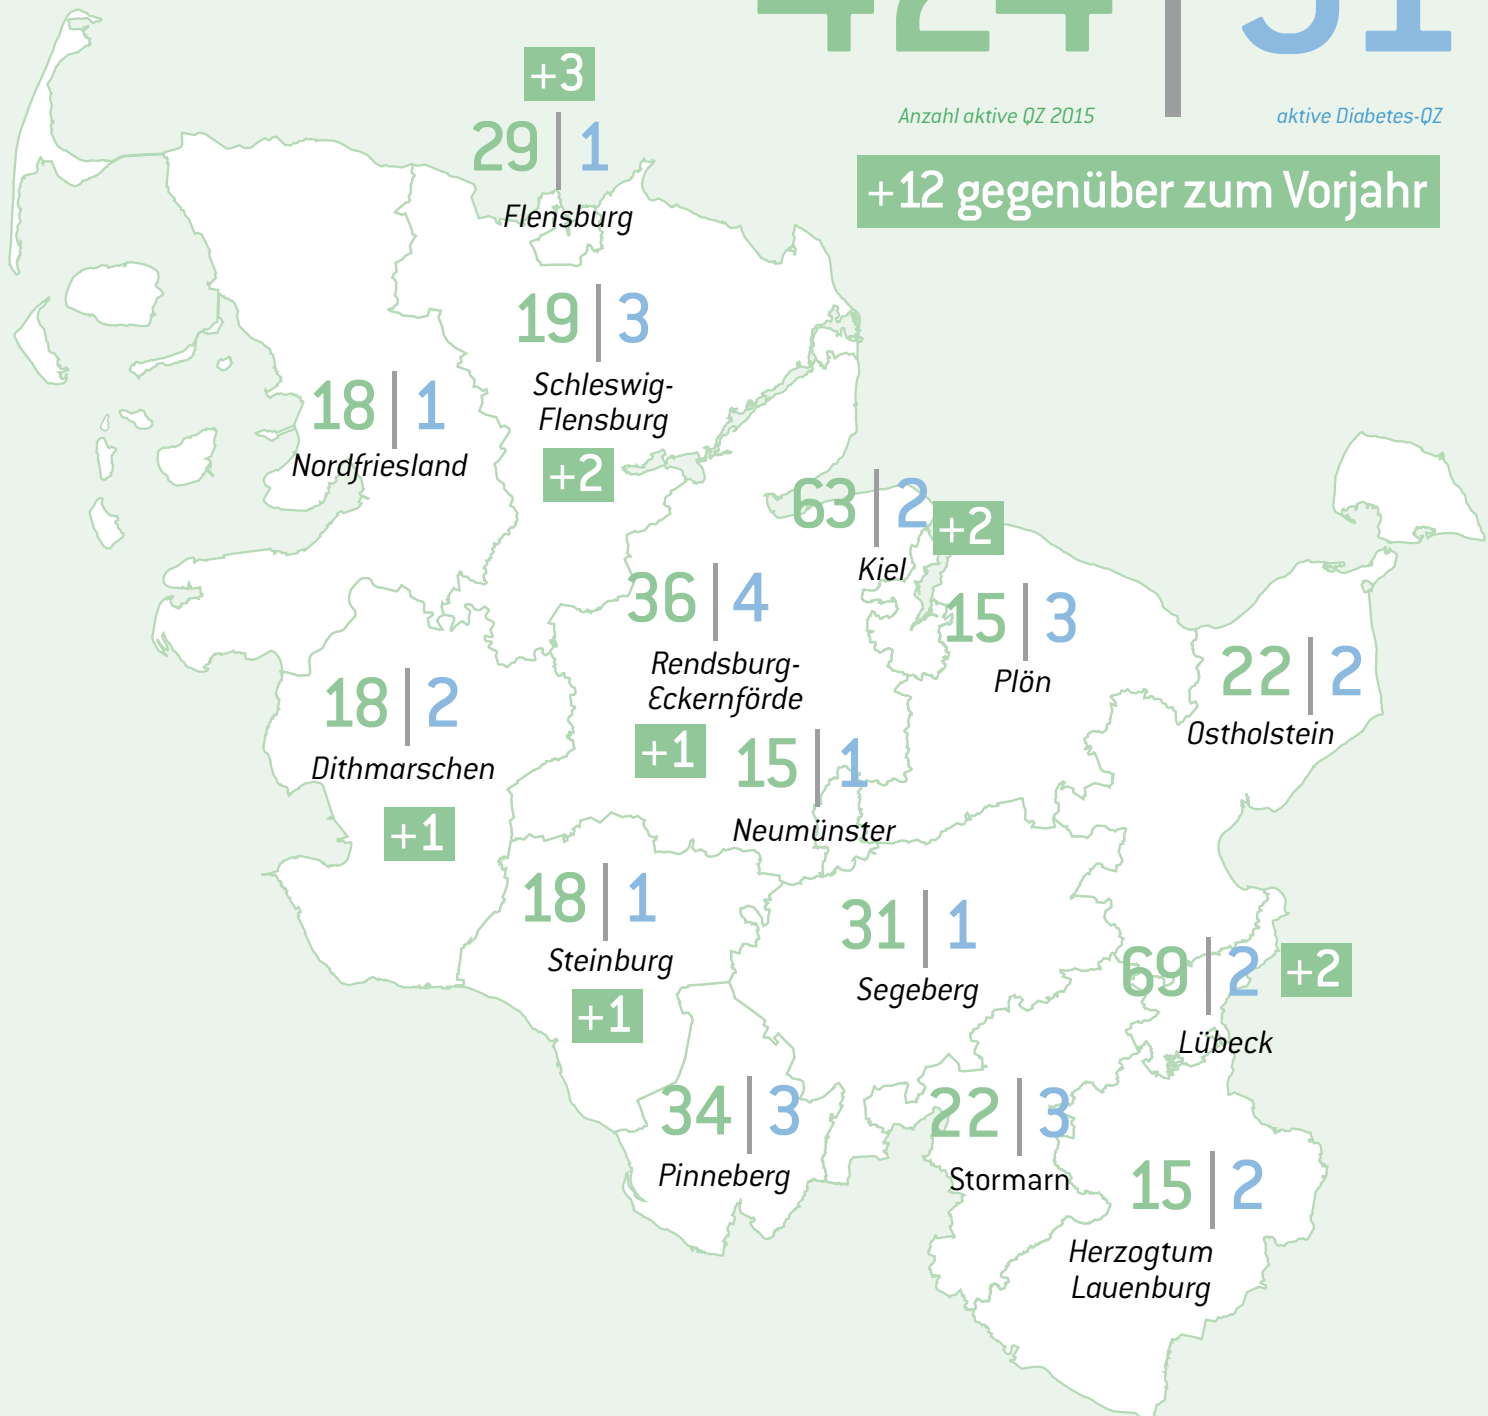 424 | 31
Anzahl aktive QZ 2015
aktive Diabetes-QZ
+12 gegenüber zum Vorjahr
+3
29 | 1
Flensburg
19 | 3
Schleswig-
Flensburg
+2
18 | 1
Nordfriesland
63 | 2
+2
Kiel
36 | 4
Rendsburg-
Eckernförde
+1
15 | 3
Plön
22 | 2
Ostholstein
18 | 2
Dithmarschen
+1
15 | 1
Neumünster
18 | 1
Steinburg
+1
31 | 1
Segeberg
69 | 2
+2
Lübeck
34 | 3
Pinneberg
22 | 3
Stormarn
15 | 2
Herzogtum
Lauenburg